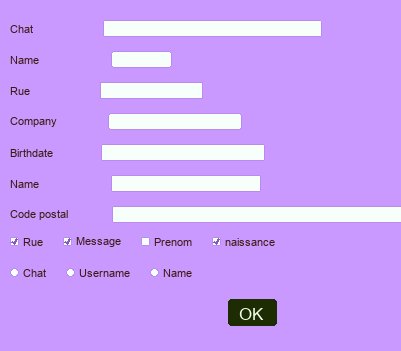 Chat
Name
Rue
Company
Birthdate
Name
Code postal
Rue Message Prenom naissance
Chat Username Name
OK